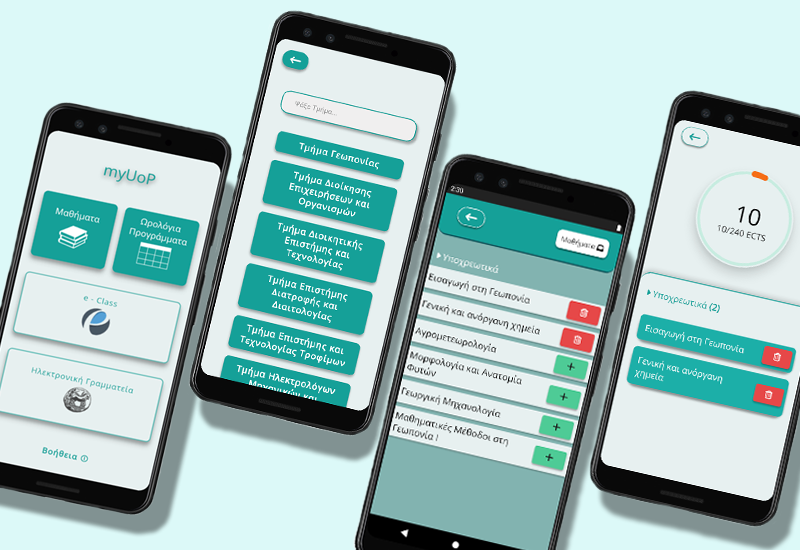 myUoP
Μαθήματα
Ωρολόγια
Προγράμματα
e - Class
Ηλεκτρονική Γραμματεία
Βοήθεια
Ψάξε Τμήμα...
Τμήμα Γεωπονίας
Τμήμα Διοίκησης
Επιχειρήσεων και
Οργανισμών
Τμήμα Διοικητικής
Επιστήμης και
Τεχνολογίας
Τμήμα Επιστήμης
Διατροφής και
Διαιτολογίας
Τμήμα Επιστήμης και
Τεχνολογίας Τροφίμων
Τμήμα Ηλεκτρολόγων
Μηχανικών και
2:30
Μαθήματα
Υποχρεωτικά
Εισαγωγή στη Γεωπονία
Γενική και ανόργανη χημεία
Αγρομετεωρολογία
Μορφολογία και Ανατομία
Φυτών
Γεωργική Μηχανολογία
Μαθηματικές Μέθοδοι στη
Γεωπονία Ι
10
10/240 ECTS
Υποχρεωτικά (2)
Εισαγωγή στη Γεωπονία
Γενική και ανόργανη
χημεία